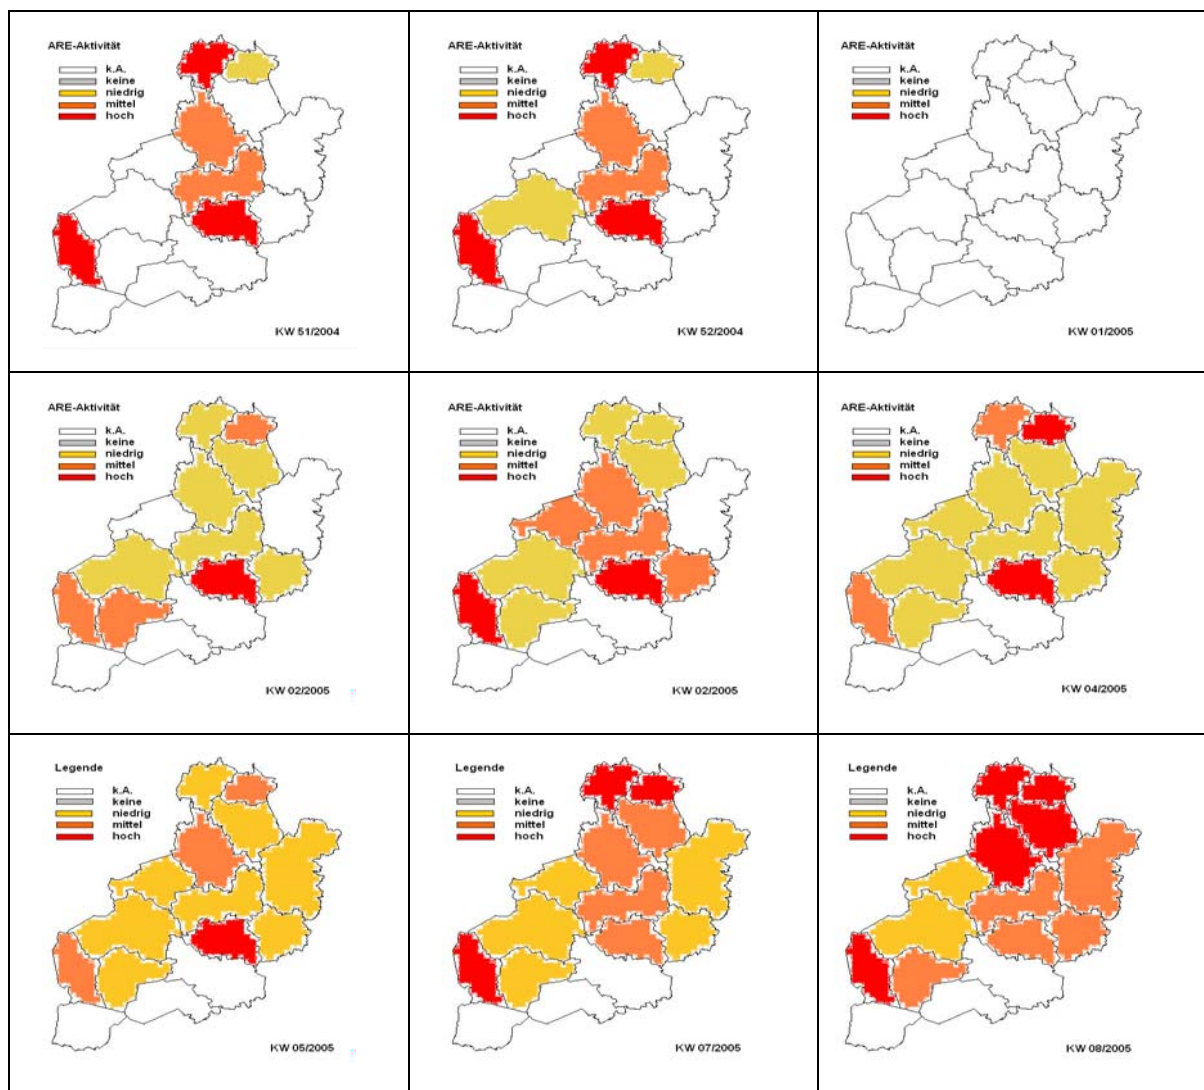 ARE-Aktivität
k.A.
keine
niedrig
mittel
hoch
KW 51/2004
ARE-Aktivität
k.A.
keine
niedrig
mittel
hoch
KW 52/2004
ARE-Aktivität
k.A.
keine
niedrig
mittel
hoch
KW 01/2005
ARE-Aktivität
k.A.
keine
niedrig
mittel
hoch
KW 02/2005
ARE-Aktivität
k.A.
keine
niedrig
mittel
hoch
KW 02/2005
ARE-Aktivität
k.A.
keine
niedrig
mittel
hoch
KW 04/2005
Legende
k.A.
keine
niedrig
mittel
hoch
KW 05/2005
Legende
k.A.
keine
niedrig
mittel
hoch
KW 07/2005
Legende
k.A.
keine
niedrig
mittel
hoch
KW 08/2005